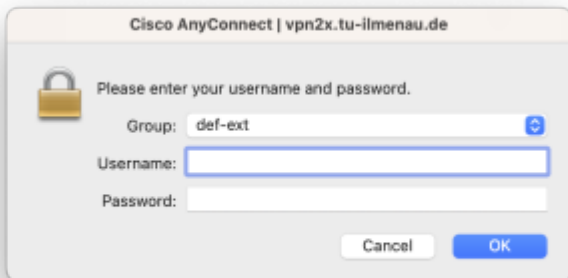 Cisco AnyConnect | vpn2x.tu-ilmenau.de
Please enter your username and password.
Group: def-ext
Username:
Password:
Cancel OK